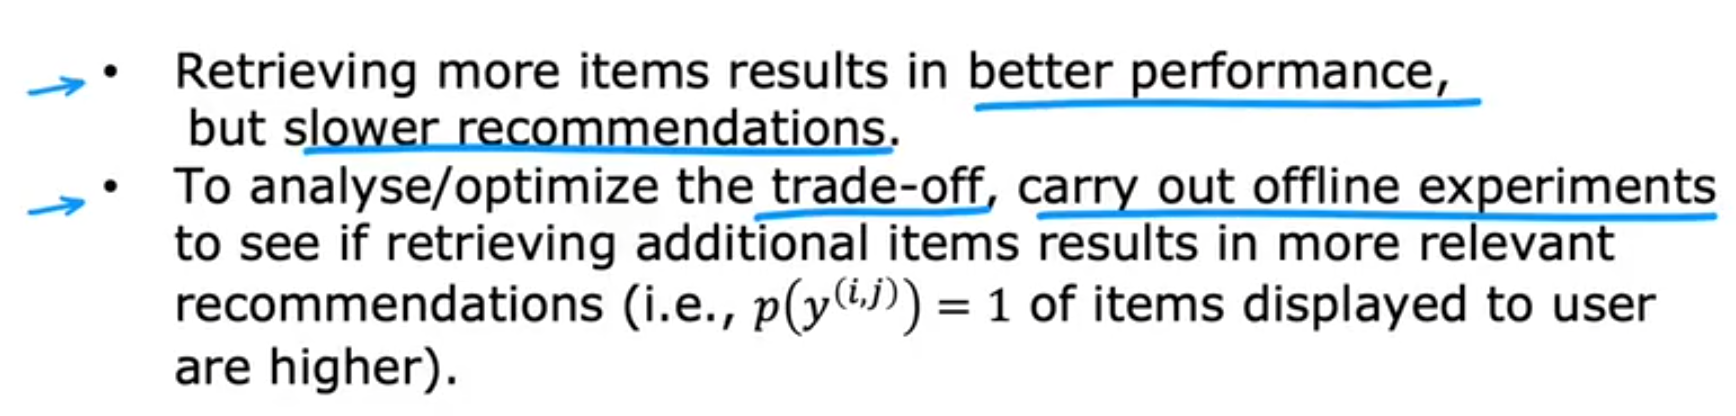 • Retrieving more items results in better performance,
but slower recommendations.
• To analyse/optimize the trade-off, carry out offline experiments
to see if retrieving additional items results in more relevant
recommendations (i.e., p(y^(i,j)) = 1 of items displayed to user
are higher).